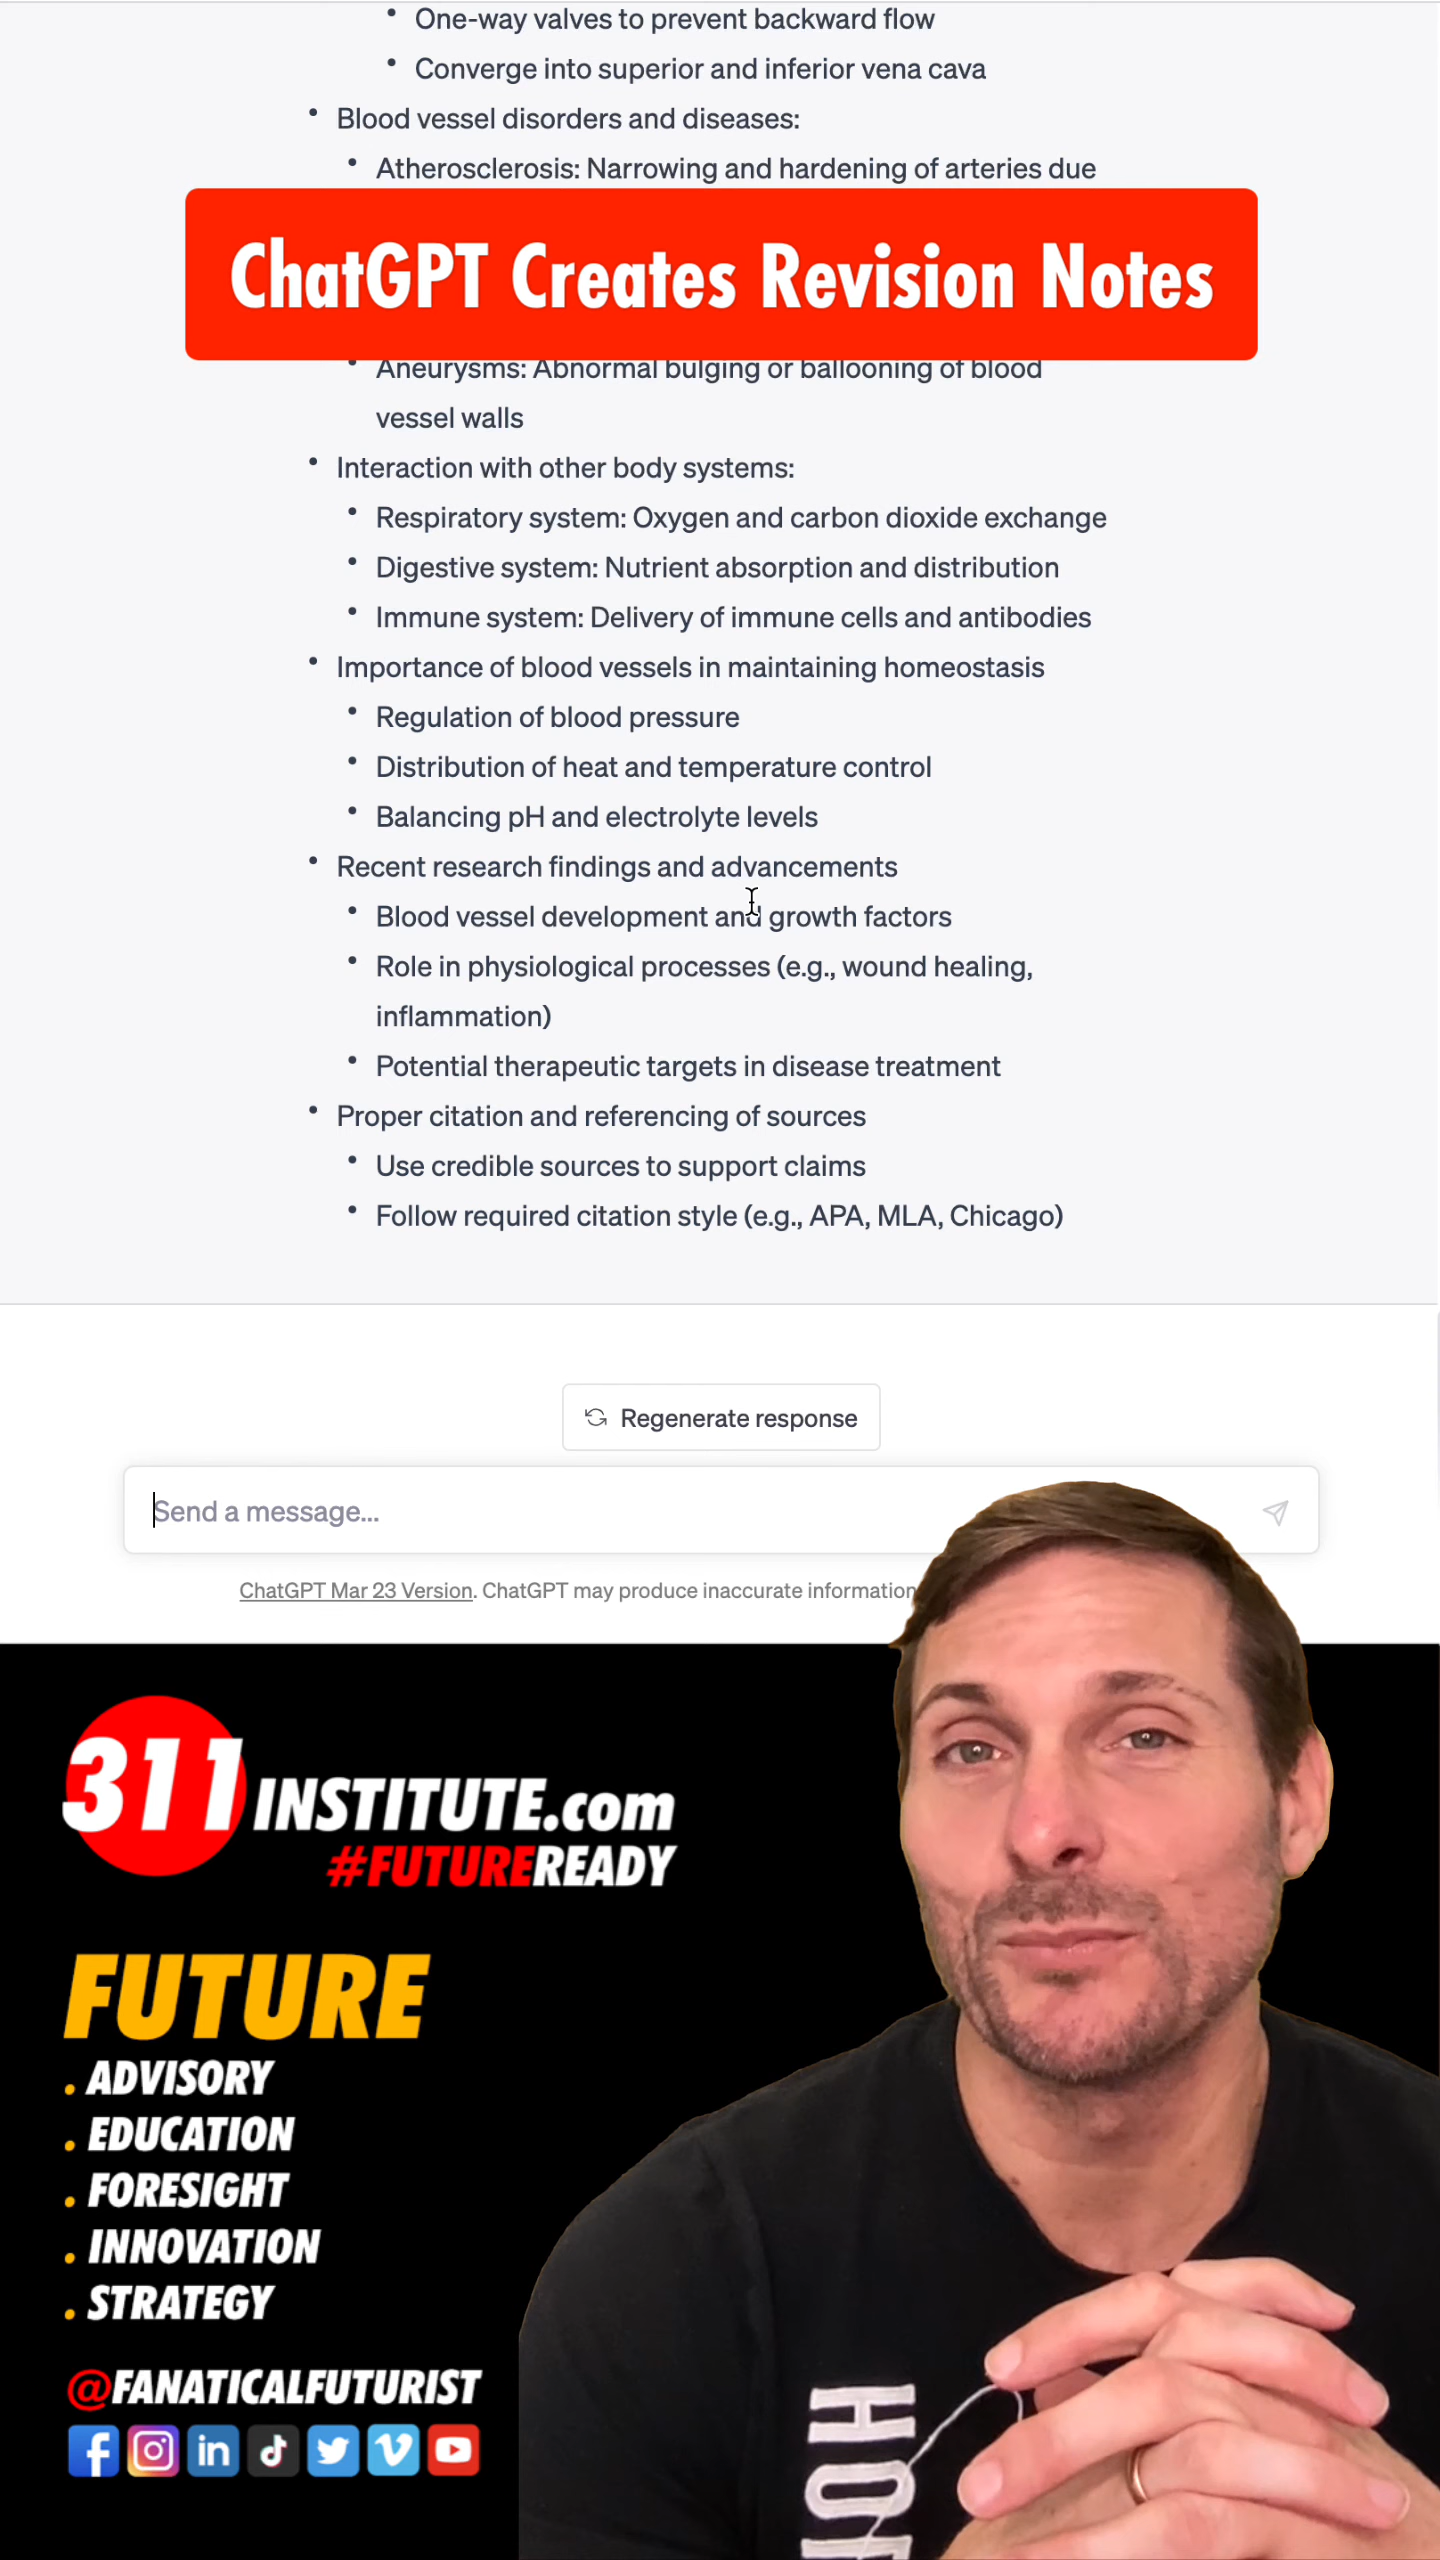 • One-way valves to prevent backward flow
• Converge into superior and inferior vena cava
• Blood vessel disorders and diseases:
• Atherosclerosis: Narrowing and hardening of arteries due
ChatGPT Creates Revision Notes
• Aneurysms: Abnormal bulging or ballooning of blood
vessel walls
• Interaction with other body systems:
• Respiratory system: Oxygen and carbon dioxide exchange
• Digestive system: Nutrient absorption and distribution
• Immune system: Delivery of immune cells and antibodies
• Importance of blood vessels in maintaining homeostasis
• Regulation of blood pressure
• Distribution of heat and temperature control
• Balancing pH and electrolyte levels
• Recent research findings and advancements
• Blood vessel development and growth factors
• Role in physiological processes (e.g., wound healing,
inflammation)
• Potential therapeutic targets in disease treatment
• Proper citation and referencing of sources
• Use credible sources to support claims
• Follow required citation style (e.g., APA, MLA, Chicago)
Regenerate response
Send a message...
ChatGPT Mar 23 Version. ChatGPT may produce inaccurate information
311 INSTITUTE.com
#FUTUREREADY
FUTURE
. ADVISORY
. EDUCATION
. FORESIGHT
. INNOVATION
. STRATEGY
@FANATICALFUTURIST
HOP